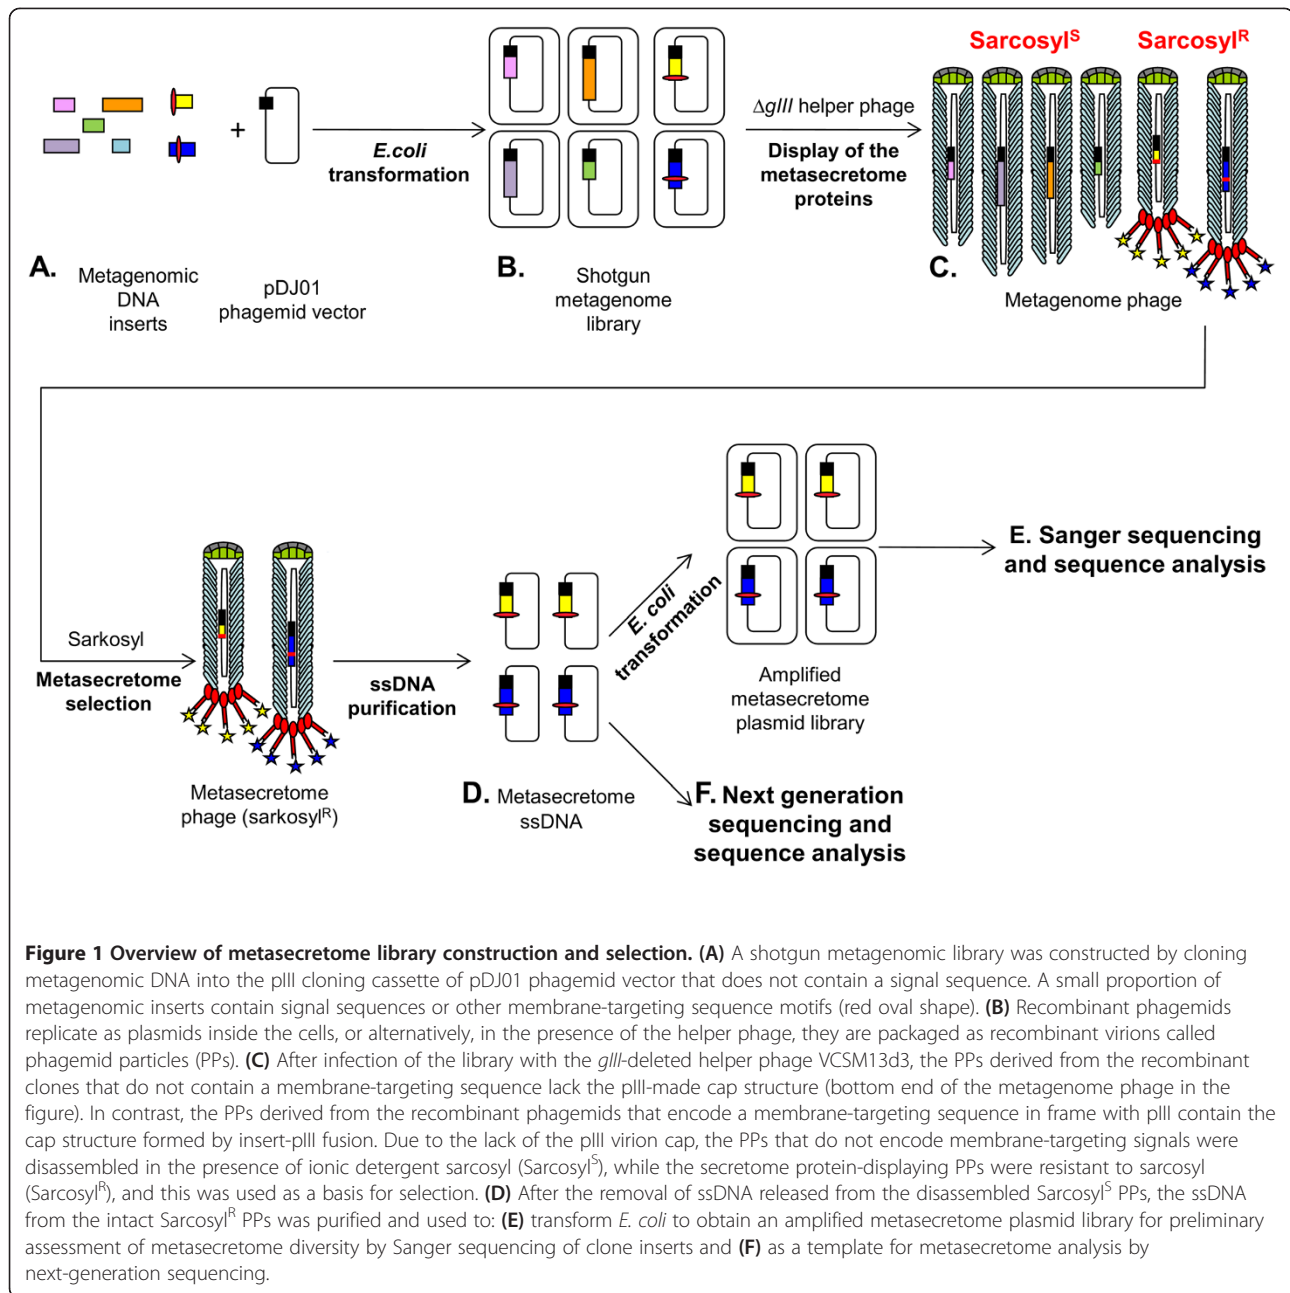 Sarcosylˢ Sarcosylᴿ
ΔgIII helper phage
+
E.coli
transformation
Display of the
metasecretome
proteins
A.
B.
C.
Metagenomic
DNA
inserts
pDJ01
phagemid vector
Shotgun
metagenome
library
Metagenome phage
Sarkosyl
Metasecretome
selection
ssDNA
purification
E. coli
transformation
E. Sanger sequencing
and sequence analysis
Amplified
metasecretome
plasmid library
Metasecretome
phage (sarkosylᴿ)
D. Metasecretome
ssDNA
F. Next generation
sequencing and
sequence analysis
Figure 1 Overview of metasecretome library construction and selection. (A) A shotgun metagenomic library was constructed by cloning
metagenomic DNA into the pIII cloning cassette of pDJ01 phagemid vector that does not contain a signal sequence. A small proportion of
metagenomic inserts contain signal sequences or other membrane-targeting sequence motifs (red oval shape). (B) Recombinant phagemids
replicate as plasmids inside the cells, or alternatively, in the presence of the helper phage, they are packaged as recombinant virions called
phagemid particles (PPs). (C) After infection of the library with the gIII-deleted helper phage VCSM13d3, the PPs derived from the recombinant
clones that do not contain a membrane-targeting sequence lack the pIII-made cap structure (bottom end of the metagenome phage in the
figure). In contrast, the PPs derived from the recombinant phagemids that encode a membrane-targeting sequence in frame with pIII contain the
cap structure formed by insert-pIII fusion. Due to the lack of the pIII virion cap, the PPs that do not encode membrane-targeting signals were
disassembled in the presence of ionic detergent sarcosyl (Sarcosylˢ), while the secretome protein-displaying PPs were resistant to sarcosyl
(Sarcosylᴿ), and this was used as a basis for selection. (D) After the removal of ssDNA released from the disassembled Sarcosylˢ PPs, the ssDNA
from the intact Sarcosylᴿ PPs was purified and used to: (E) transform E. coli to obtain an amplified metasecretome plasmid library for preliminary
assessment of metasecretome diversity by Sanger sequencing of clone inserts and (F) as a template for metasecretome analysis by
next-generation sequencing.